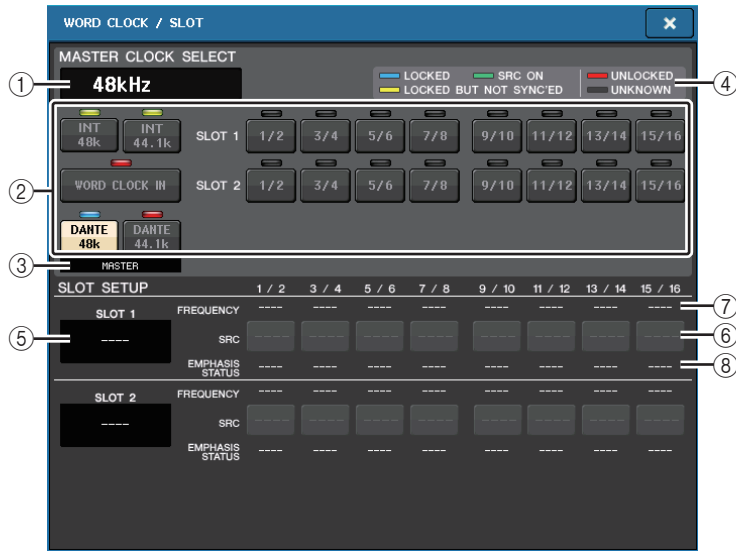 WORD CLOCK / SLOT
MASTER CLOCK SELECT
① 48kHz
LOCKED SRC ON UNLOCKED ④
LOCKED BUT NOT SYNC'ED UNKNOWN
INT 48k INT 44.1k SLOT 1 1/2 3/4 5/6 7/8 9/10 11/12 13/14 15/16
② WORD CLOCK IN SLOT 2 1/2 3/4 5/6 7/8 9/10 11/12 13/14 15/16
DANTE 48k DANTE 44.1k
③ MASTER
SLOT SETUP 1 / 2 3 / 4 5 / 6 7 / 8 9 / 10 11 / 12 13 / 14 15 / 16
SLOT 1 FREQUENCY ---- ---- ---- ---- ---- ---- ---- ---- ⑦
⑤ ---- SRC ---- ---- ---- ---- ---- ---- ---- ---- ⑥
EMPHASIS STATUS ---- ---- ---- ---- ---- ---- ---- ---- ⑧
SLOT 2 FREQUENCY ---- ---- ---- ---- ---- ---- ---- ----
---- SRC ---- ---- ---- ---- ---- ---- ---- ----
EMPHASIS STATUS ---- ---- ---- ---- ---- ---- ---- ----